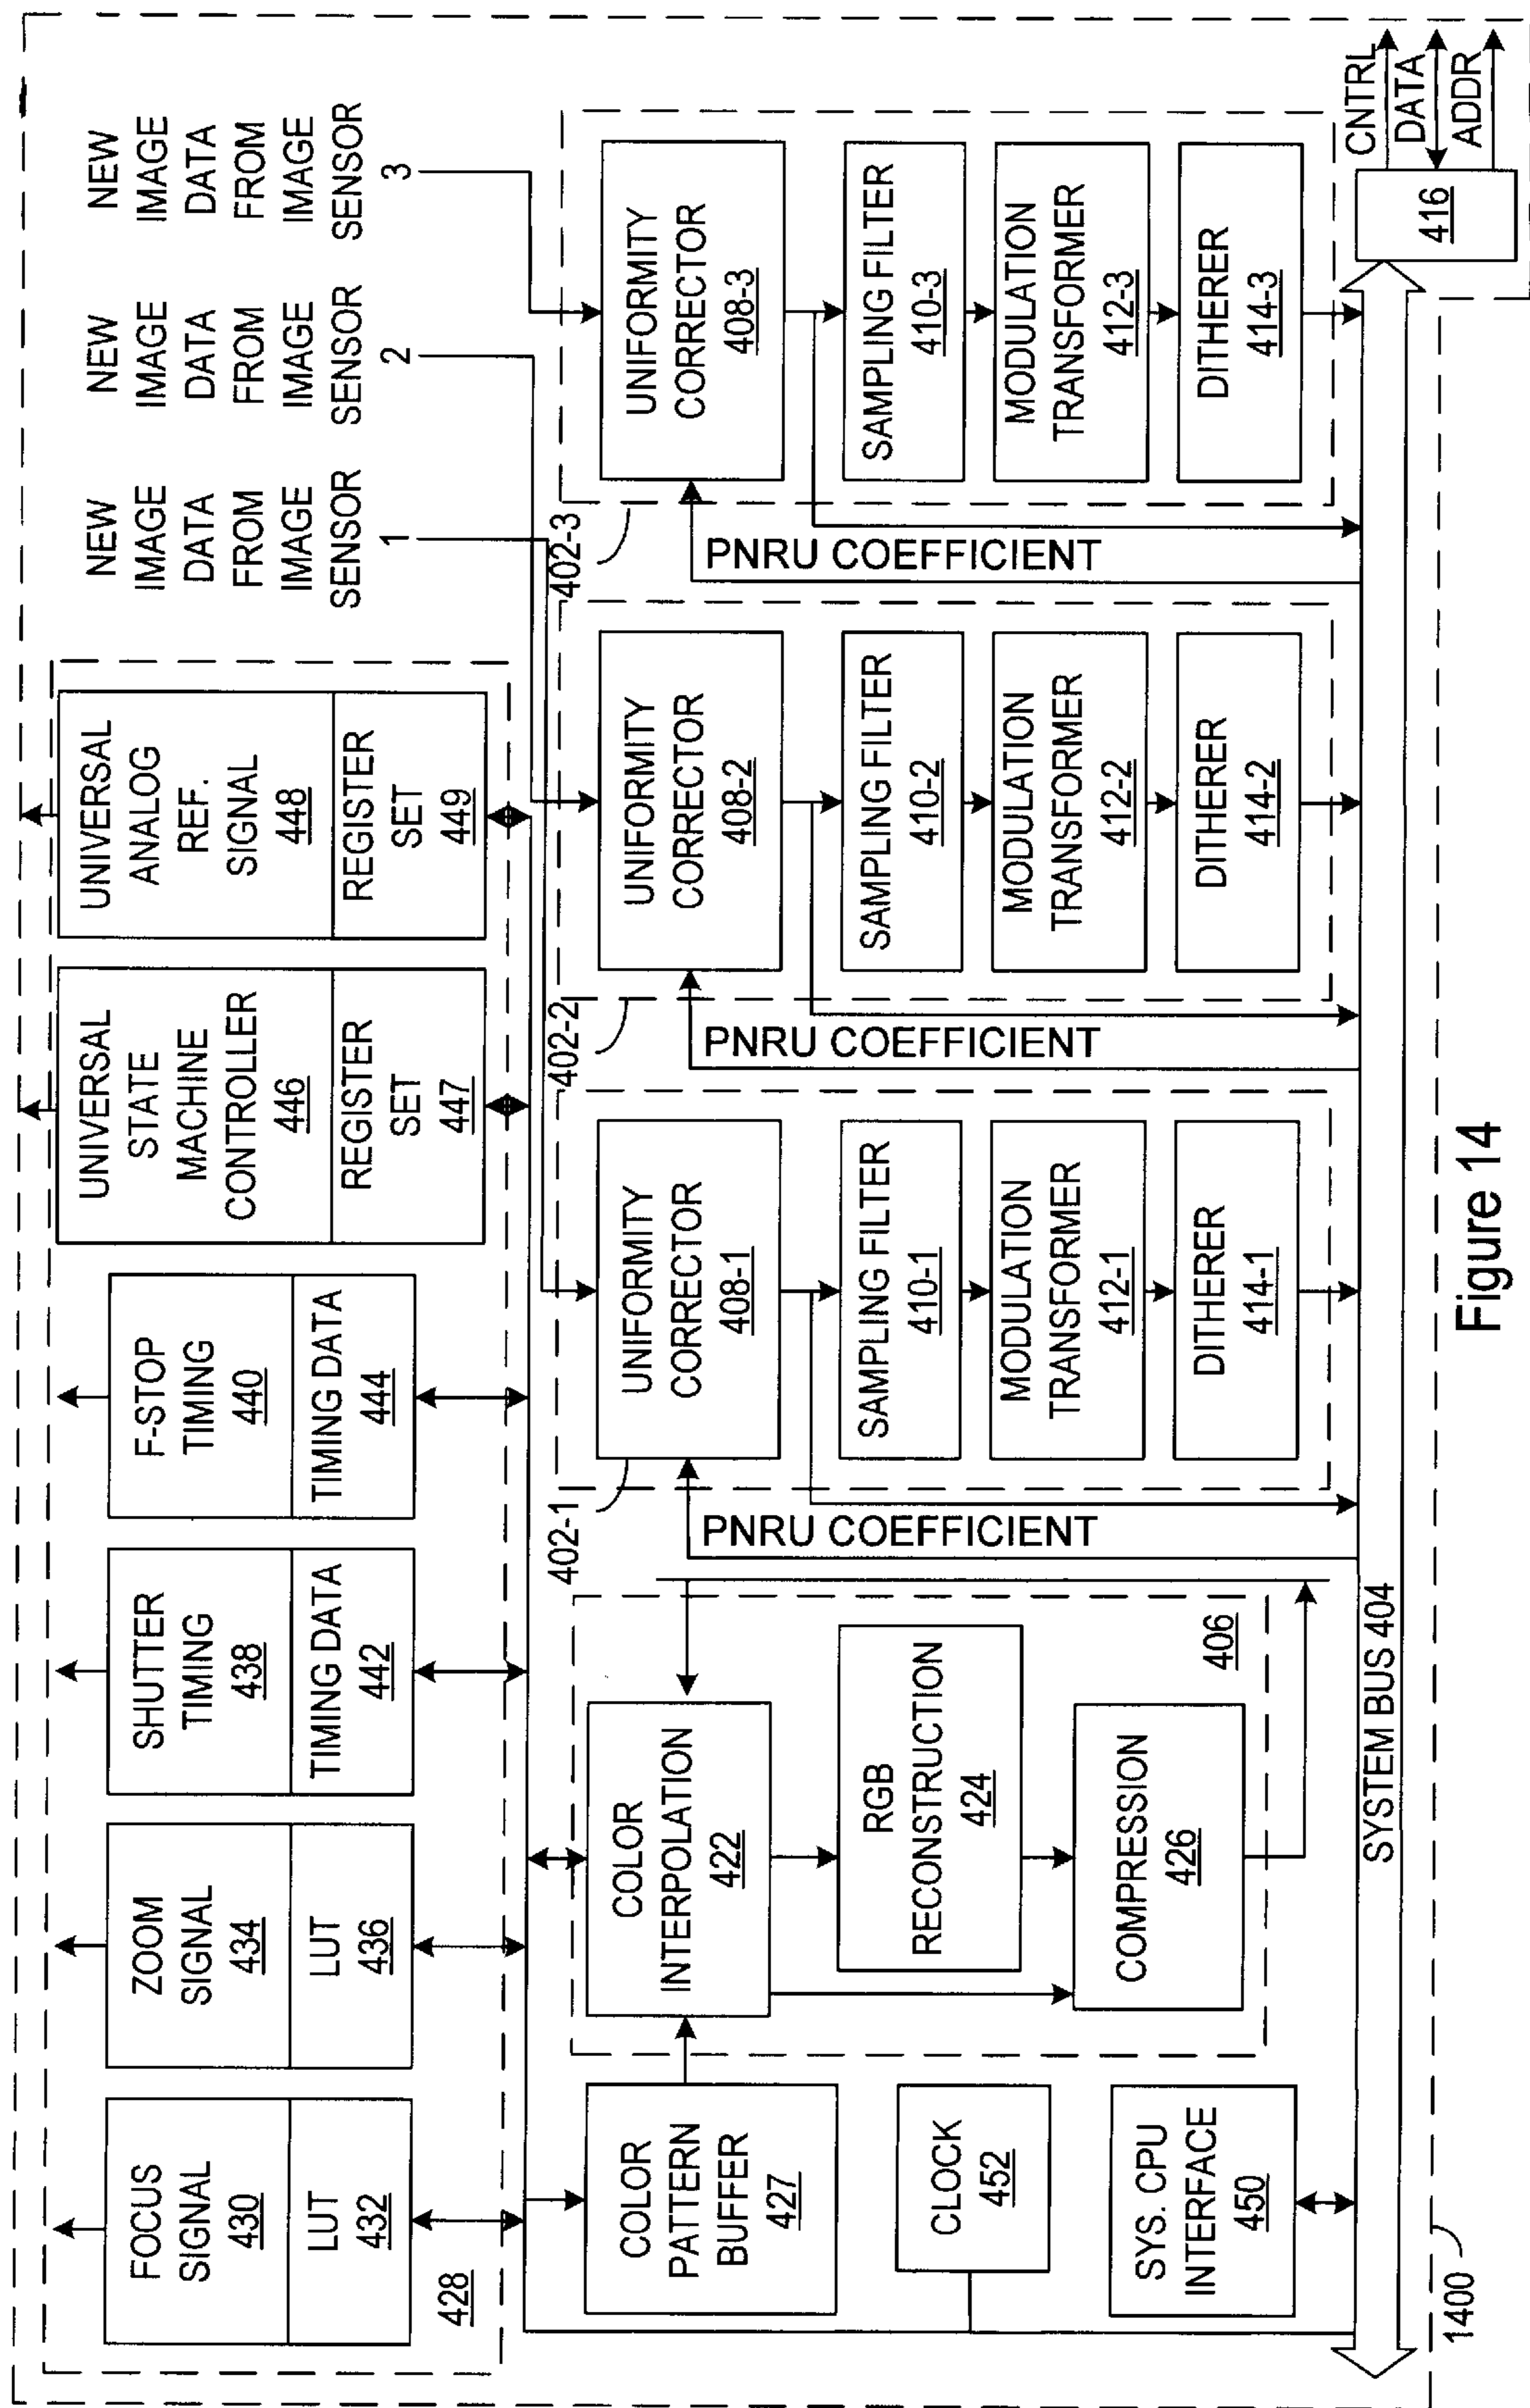 FOCUS
SIGNAL
430
LUT
432
428
ZOOM
SIGNAL
434
LUT
436
SHUTTER
TIMING
438
TIMING DATA
442
F-STOP
TIMING
440
TIMING DATA
444
UNIVERSAL
STATE
MACHINE
CONTROLLER
446
REGISTER
SET
447
UNIVERSAL
ANALOG
REF.
SIGNAL
448
REGISTER
SET
449
NEW
IMAGE
DATA
FROM
IMAGE
SENSOR
1
NEW
IMAGE
DATA
FROM
IMAGE
SENSOR
2
NEW
IMAGE
DATA
FROM
IMAGE
SENSOR
3
COLOR
PATTERN
BUFFER
427
CLOCK
452
SYS. CPU
INTERFACE
450
COLOR
INTERPOLATION
422
RGB
RECONSTRUCTION
424
COMPRESSION
426
406
402-1
PNRU COEFFICIENT
UNIFORMITY
CORRECTOR
408-1
SAMPLING FILTER
410-1
MODULATION
TRANSFORMER
412-1
DITHERER
414-1
402-2
PNRU COEFFICIENT
UNIFORMITY
CORRECTOR
408-2
SAMPLING FILTER
410-2
MODULATION
TRANSFORMER
412-2
DITHERER
414-2
402-3
PNRU COEFFICIENT
UNIFORMITY
CORRECTOR
408-3
SAMPLING FILTER
410-3
MODULATION
TRANSFORMER
412-3
DITHERER
414-3
CNTRL
DATA
ADDR
416
SYSTEM BUS 404
1400
Figure 14